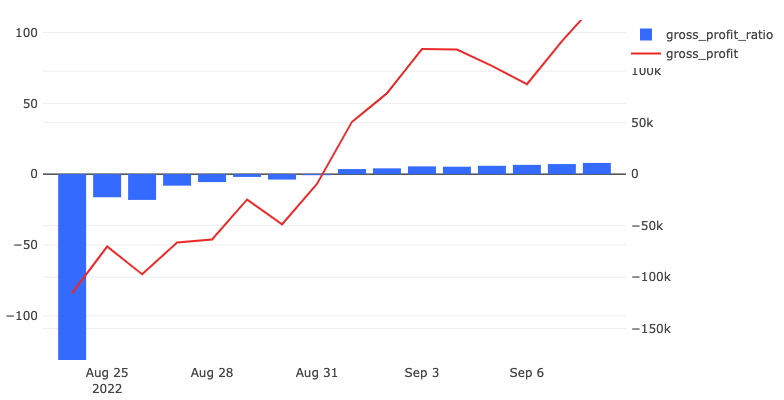 100
50
0
−50
−100
gross_profit_ratio
gross_profit
100k
50k
0
−50k
−100k
−150k
Aug 25
2022
Aug 28
Aug 31
Sep 3
Sep 6